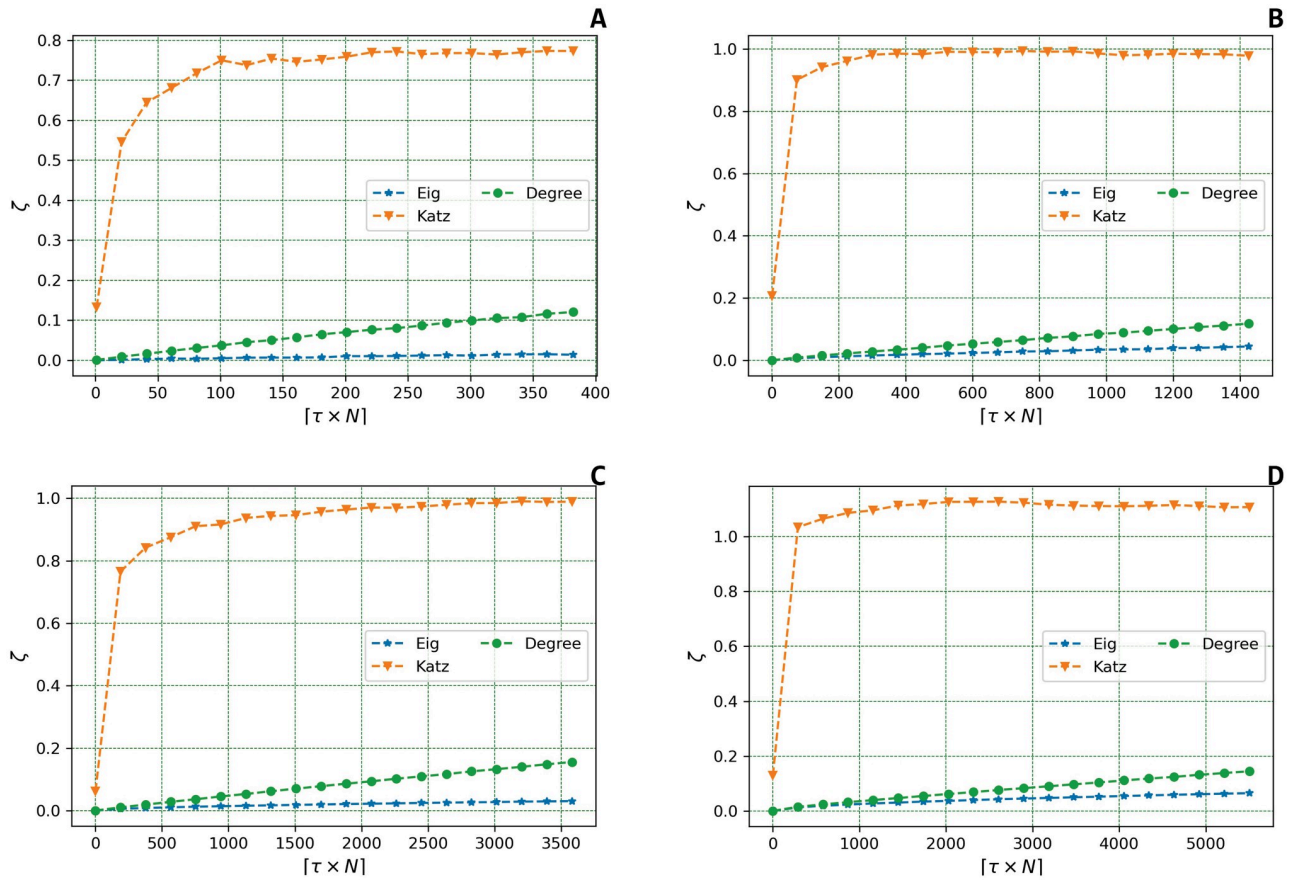 A
0.8
0.7
0.6
0.5
0.4
0.3
0.2
0.1
0.0
ζ
Eig
Katz
Degree
0 50 100 150 200 250 300 350 400
⌈τ × N⌉
B
1.0
0.8
0.6
0.4
0.2
0.0
ζ
Eig
Katz
Degree
0 200 400 600 800 1000 1200 1400
⌈τ × N⌉
C
1.0
0.8
0.6
0.4
0.2
0.0
ζ
Eig
Katz
Degree
0 500 1000 1500 2000 2500 3000 3500
⌈τ × N⌉
D
1.0
0.8
0.6
0.4
0.2
0.0
ζ
Eig
Katz
Degree
0 1000 2000 3000 4000 5000
⌈τ × N⌉